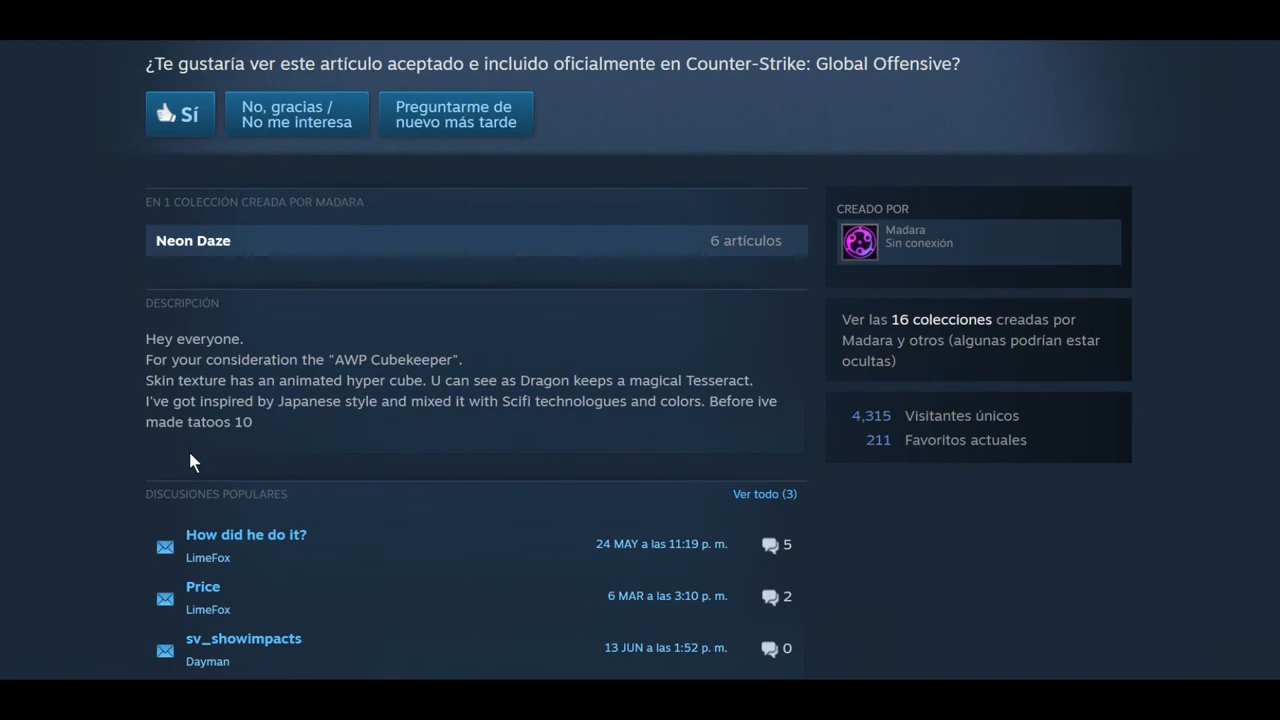 ¿Te gustaría ver este artículo aceptado e incluido oficialmente en Counter-Strike: Global Offensive?
Sí
No, gracias /
No me interesa
Preguntarme de
nuevo más tarde
EN 1 COLECCIÓN CREADA POR MADARA
Neon Daze
6 artículos
DESCRIPCIÓN
Hey everyone.
For your consideration the "AWP Cubekeeper".
Skin texture has an animated hyper cube. U can see as Dragon keeps a magical Tesseract.
I've got inspired by Japanese style and mixed it with Scifi technologues and colors. Before ive
made tatoos 10
CREADO POR
Madara
Sin conexión
Ver las 16 colecciones creadas por
Madara y otros (algunas podrían estar
ocultas)
4,315 Visitantes únicos
211 Favoritos actuales
DISCUSIONES POPULARES
Ver todo (3)
How did he do it?
LimeFox
24 MAY a las 11:19 p. m.
5
Price
LimeFox
6 MAR a las 3:10 p. m.
2
sv_showimpacts
Dayman
13 JUN a las 1:52 p. m.
0